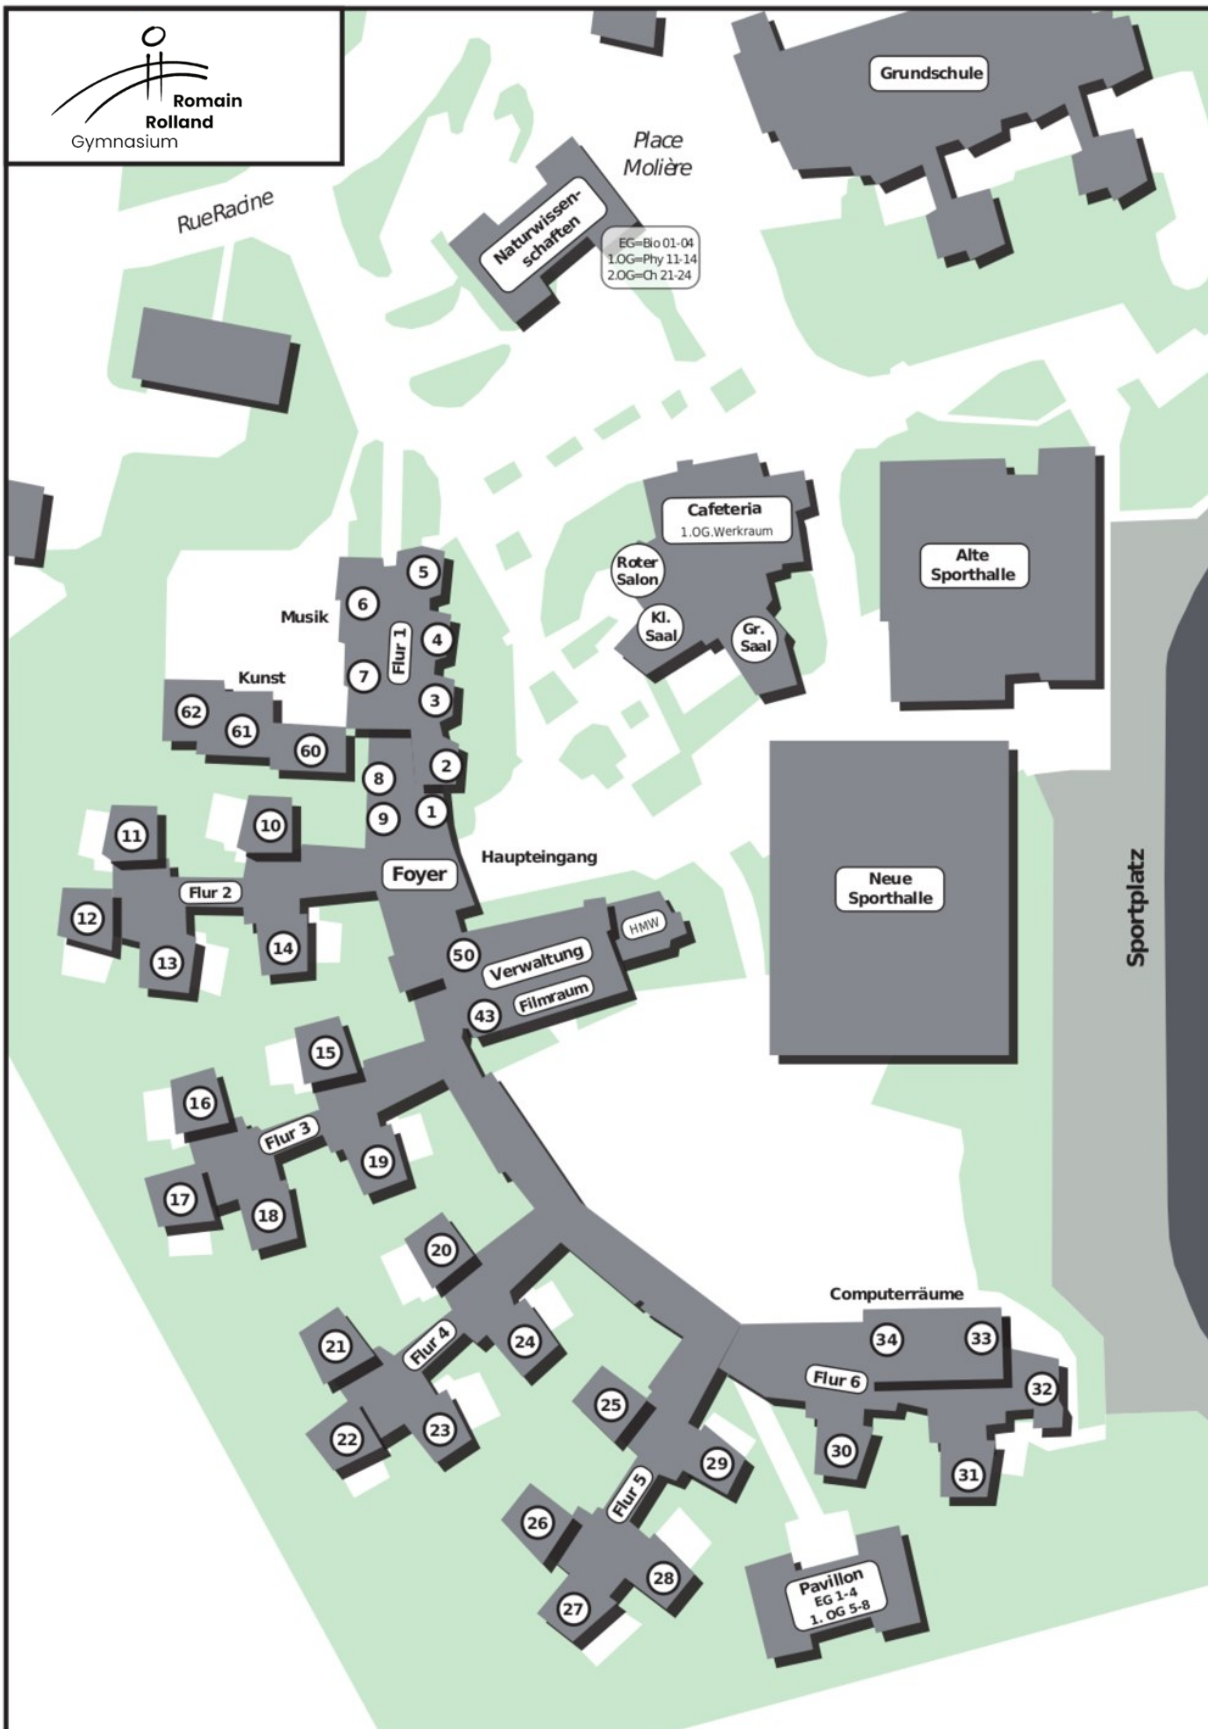 Romain
Rolland
Gymnasium
Grundschule
Place
Molière
RueRacine
Naturwissen-
schaften
EG=Bio 01-04
1.OG=Phy 11-14
2.OG=Ch 21-24
Cafeteria
1.OG.Werkraum
Roter
Salon
Kl.
Saal
Gr.
Saal
Alte
Sporthalle
5
6
Musik
Flur 1
4
7
3
Kunst
62
61
60
2
8
1
9
11
10
Haupteingang
Foyer
Flur 2
12
14
13
50
Verwaltung
HMW
Filmraum
43
Neue
Sporthalle
Sportplatz
15
16
Flur 3
19
17
18
20
21
Flur 4
24
22
23
Computerräume
34
33
Flur 6
32
30
31
25
29
Flur 5
26
28
27
Pavillon
EG 1-4
1. OG 5-8